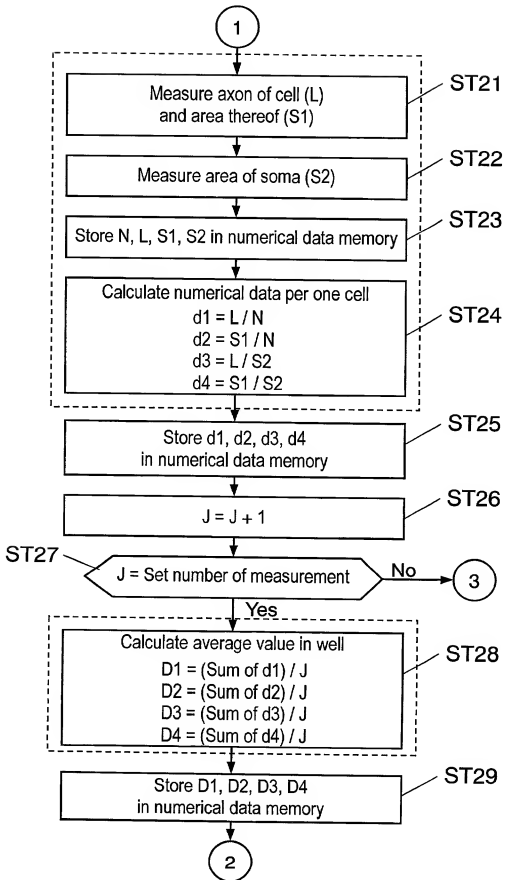 1
Measure axon of cell (L)
and area thereof (S1)
ST21
Measure area of soma (S2)
ST22
Store N, L, S1, S2 in numerical data memory
ST23
Calculate numerical data per one cell
d1 = L / N
d2 = S1 / N
d3 = L / S2
d4 = S1 / S2
ST24
Store d1, d2, d3, d4
in numerical data memory
ST25
J = J + 1
ST26
ST27
J = Set number of measurement
No
3
Yes
Calculate average value in well
D1 = (Sum of d1) / J
D2 = (Sum of d2) / J
D3 = (Sum of d3) / J
D4 = (Sum of d4) / J
ST28
Store D1, D2, D3, D4
in numerical data memory
ST29
2